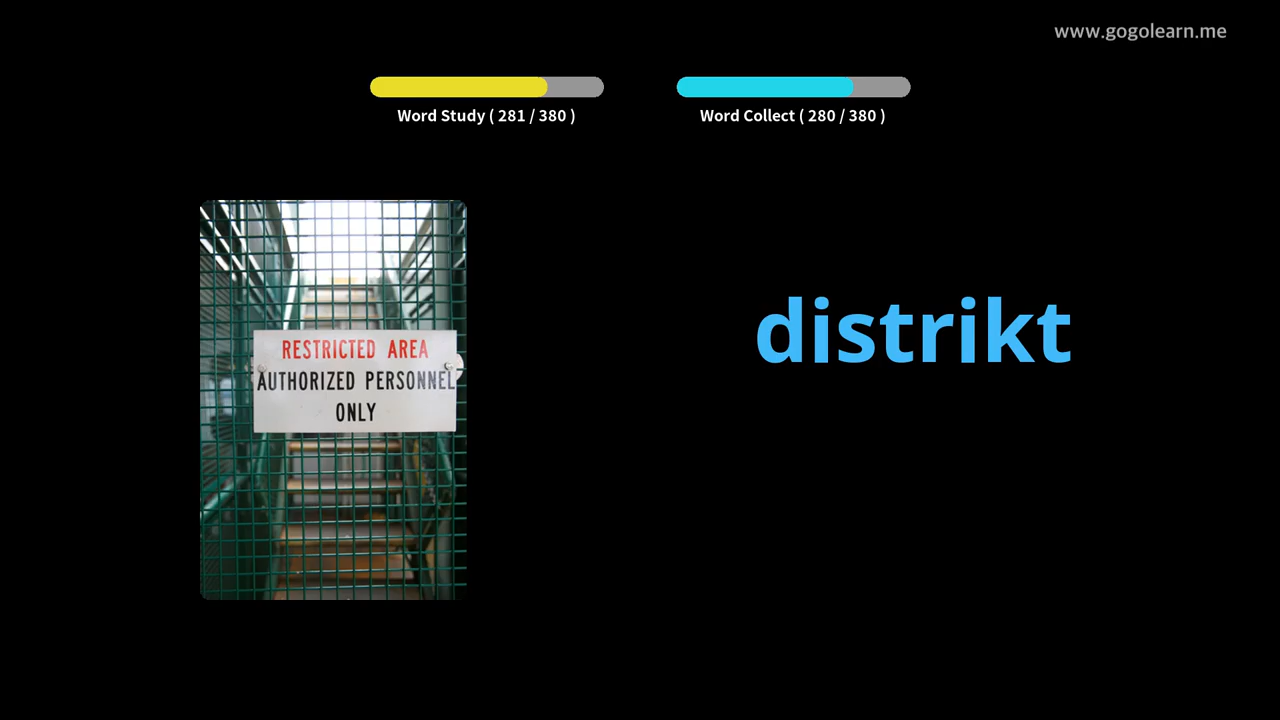 www.gogolearn.me
Word Study ( 281 / 380 )
Word Collect ( 280 / 380 )
RESTRICTED AREA
AUTHORIZED PERSONNEL
ONLY
distrikt